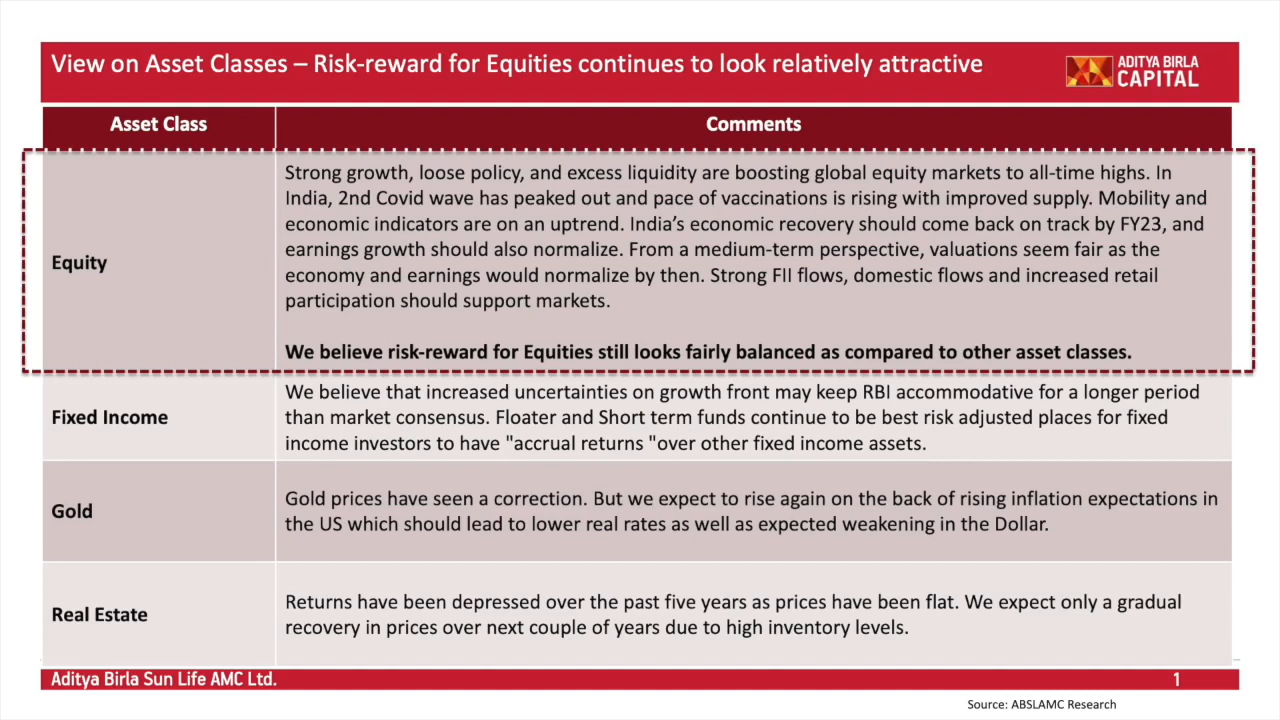 View on Asset Classes – Risk-reward for Equities continues to look relatively attractive
ADITYA BIRLA
CAPITAL
Asset Class
Comments
Equity
Strong growth, loose policy, and excess liquidity are boosting global equity markets to all-time highs. In
India, 2nd Covid wave has peaked out and pace of vaccinations is rising with improved supply. Mobility and
economic indicators are on an uptrend. India’s economic recovery should come back on track by FY23, and
earnings growth should also normalize. From a medium-term perspective, valuations seem fair as the
economy and earnings would normalize by then. Strong FII flows, domestic flows and increased retail
participation should support markets.
We believe risk-reward for Equities still looks fairly balanced as compared to other asset classes.
Fixed Income
We believe that increased uncertainties on growth front may keep RBI accommodative for a longer period
than market consensus. Floater and Short term funds continue to be best risk adjusted places for fixed
income investors to have "accrual returns "over other fixed income assets.
Gold
Gold prices have seen a correction. But we expect to rise again on the back of rising inflation expectations in
the US which should lead to lower real rates as well as expected weakening in the Dollar.
Real Estate
Returns have been depressed over the past five years as prices have been flat. We expect only a gradual
recovery in prices over next couple of years due to high inventory levels.
Aditya Birla Sun Life AMC Ltd.
1
Source: ABSLAMC Research